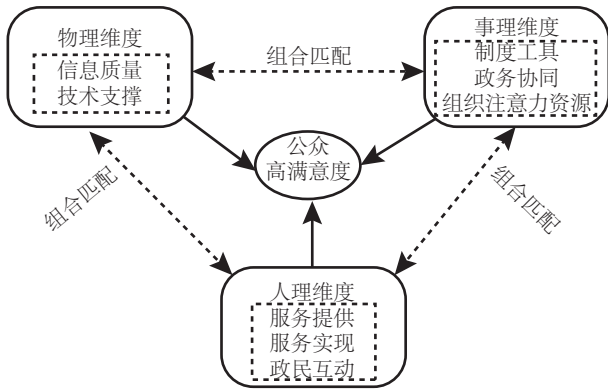 物理维度
信息质量
技术支撑
组合匹配
事理维度
制度工具
政务协同
组织注意力资源
公众
高满意度
组合匹配
组合匹配
人理维度
服务提供
服务实现
政民互动